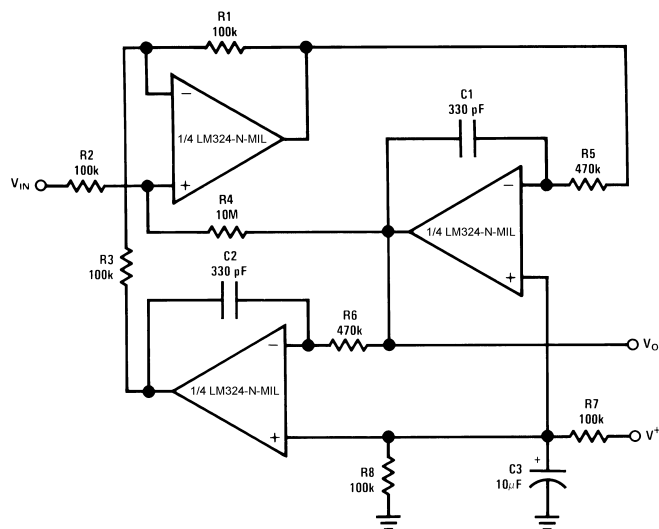 R1
100k
−
1/4 LM324-N-MIL
+
R2
100k
VIN
R4
10M
C1
330 pF
R5
470k
−
1/4 LM324-N-MIL
+
R3
100k
C2
330 pF
R6
470k
−
1/4 LM324-N-MIL
+
VO
R7
100k
V+
R8
100k
+
C3
10μF